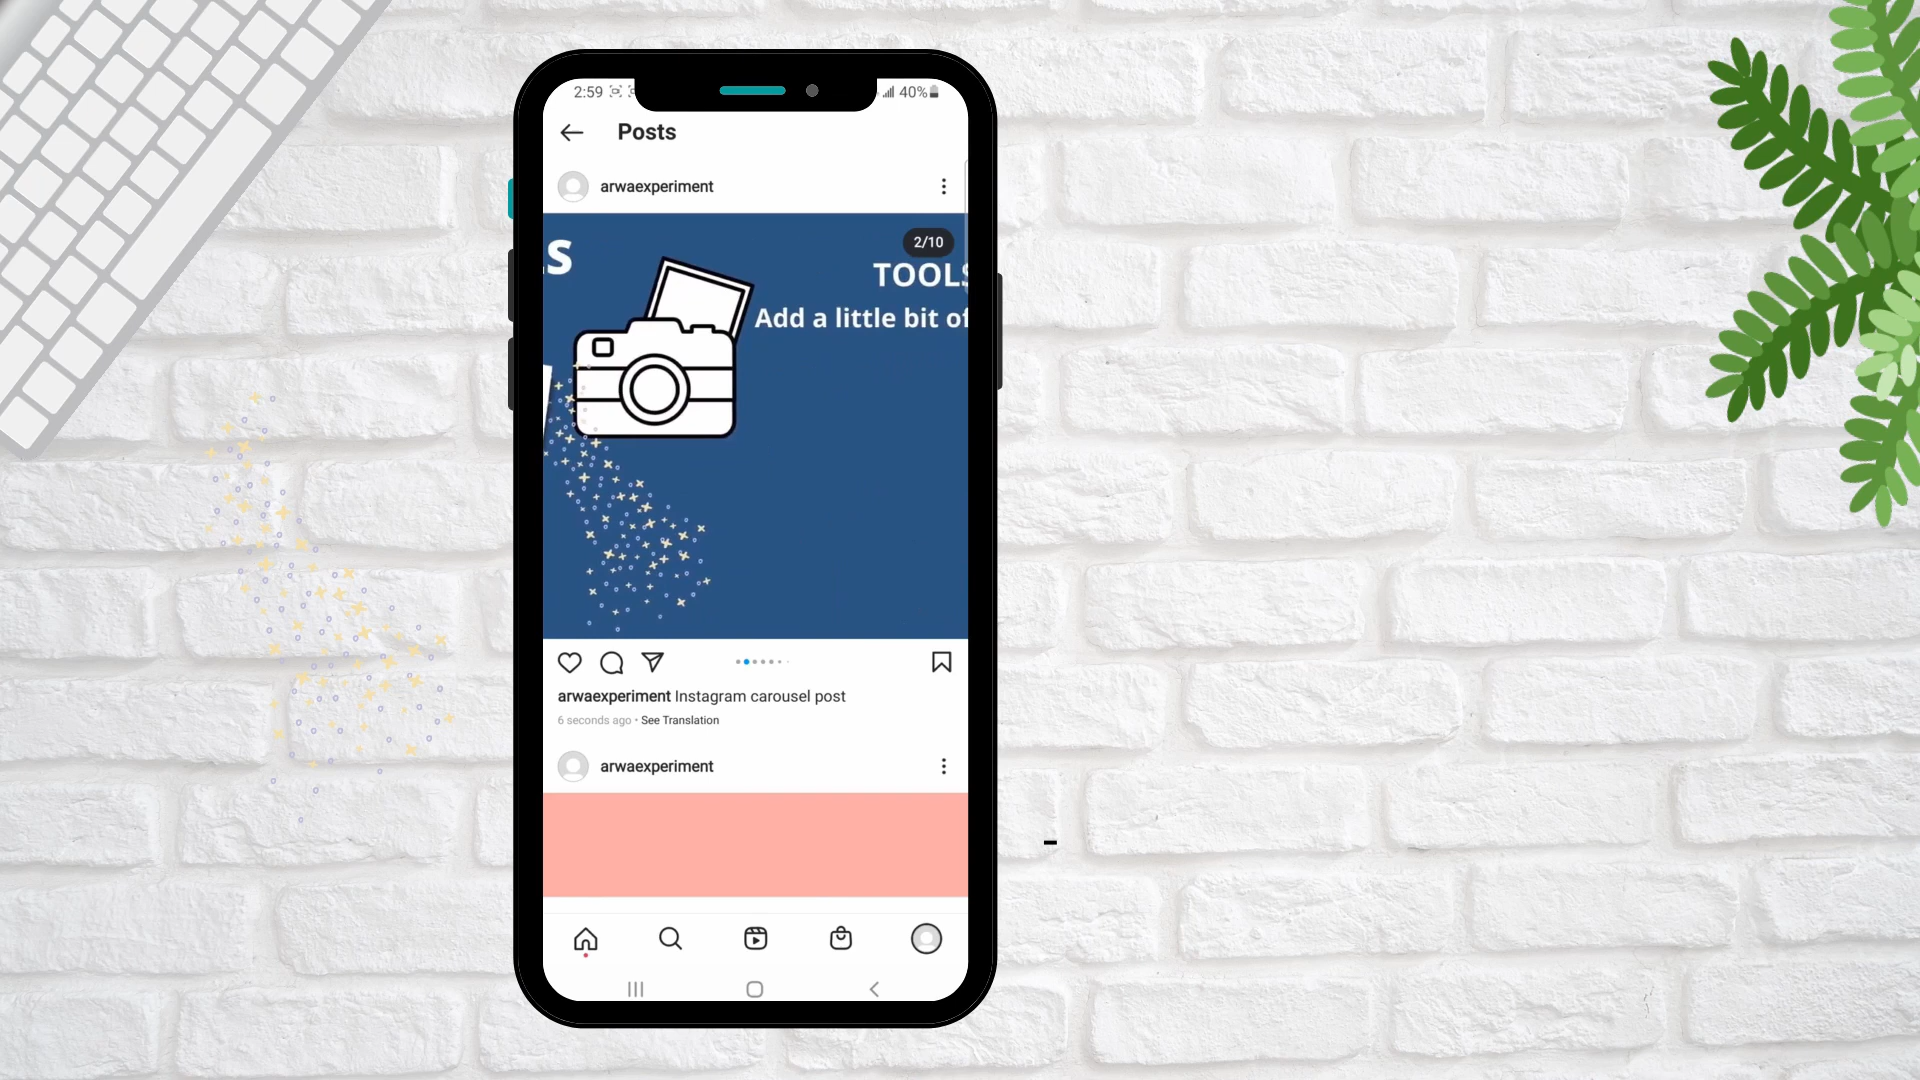 2:59
40%
Posts
arwaexperiment
S
2/10
TOOLS
Add a little bit of
arwaexperiment Instagram carousel post
6 seconds ago • See Translation
arwaexperiment